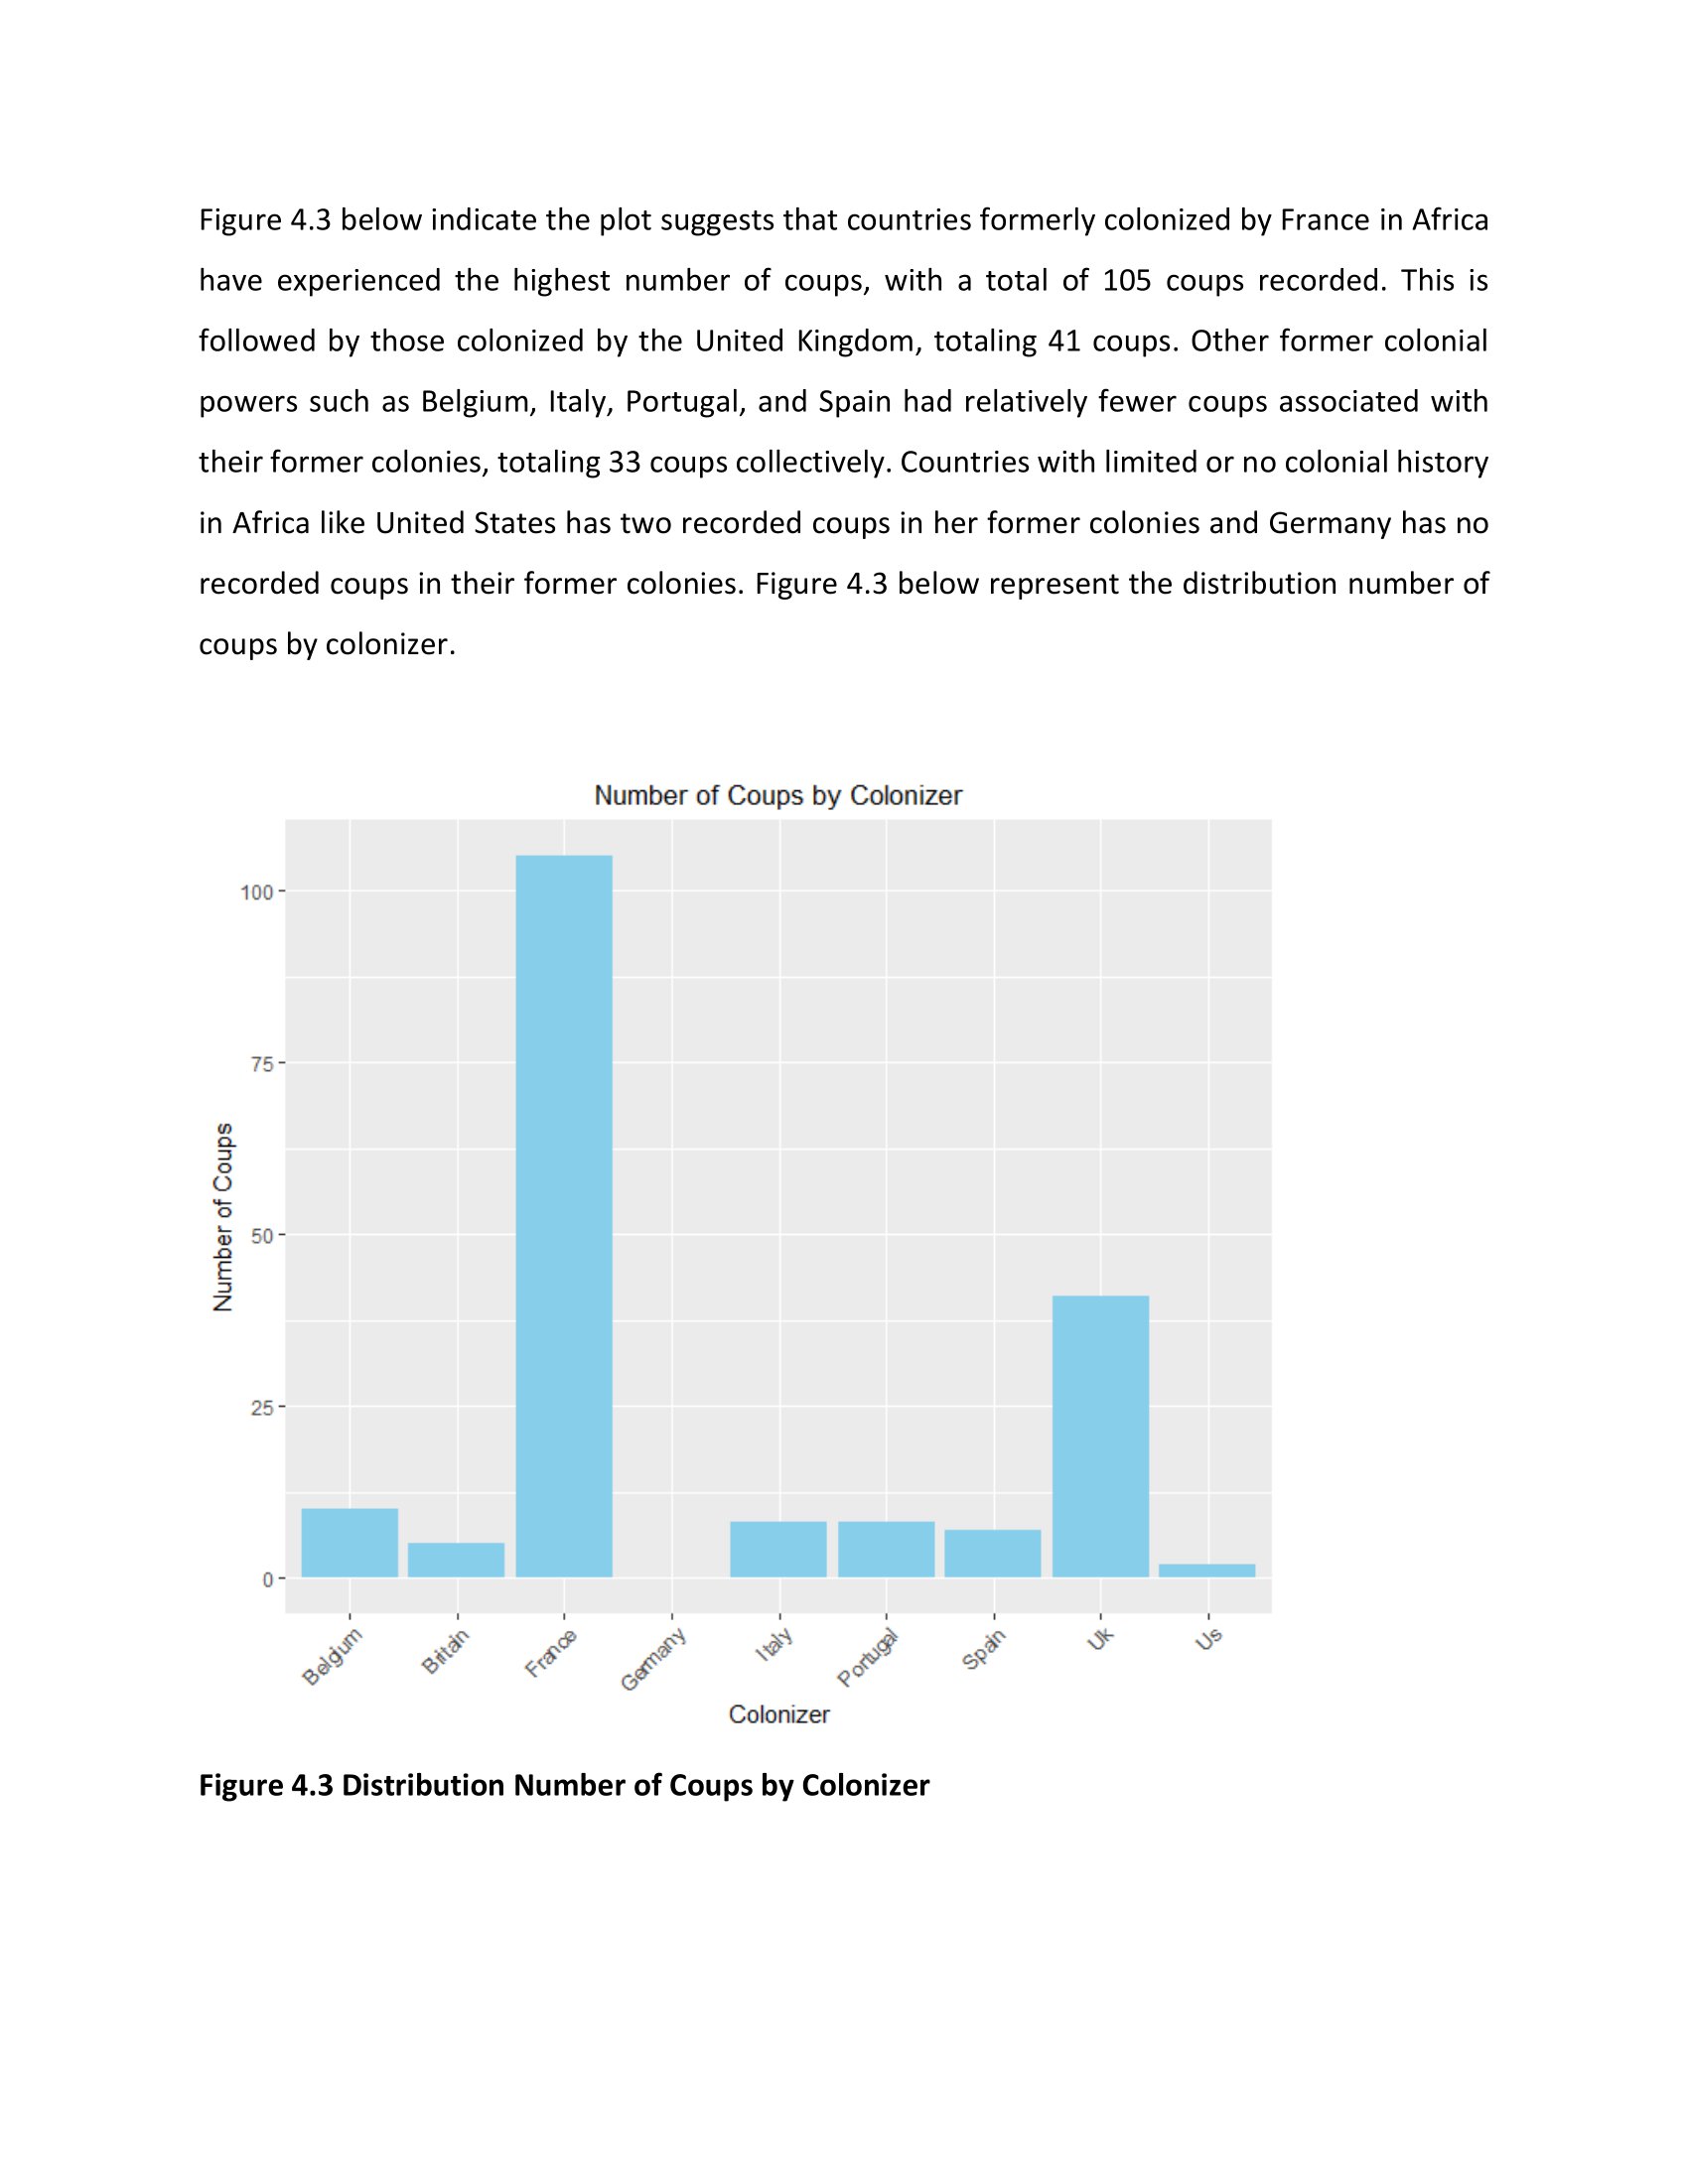 Figure 4.3 below indicate the plot suggests that countries formerly colonized by France in Africa
have experienced the highest number of coups, with a total of 105 coups recorded. This is
followed by those colonized by the United Kingdom, totaling 41 coups. Other former colonial
powers such as Belgium, Italy, Portugal, and Spain had relatively fewer coups associated with
their former colonies, totaling 33 coups collectively. Countries with limited or no colonial history
in Africa like United States has two recorded coups in her former colonies and Germany has no
recorded coups in their former colonies. Figure 4.3 below represent the distribution number of
coups by colonizer.
Number of Coups by Colonizer
100
75
50
25
0
Number of Coups
Belgium
Britain
France
Germany
Italy
Portugal
Spain
Uk
Us
Colonizer
Figure 4.3 Distribution Number of Coups by Colonizer